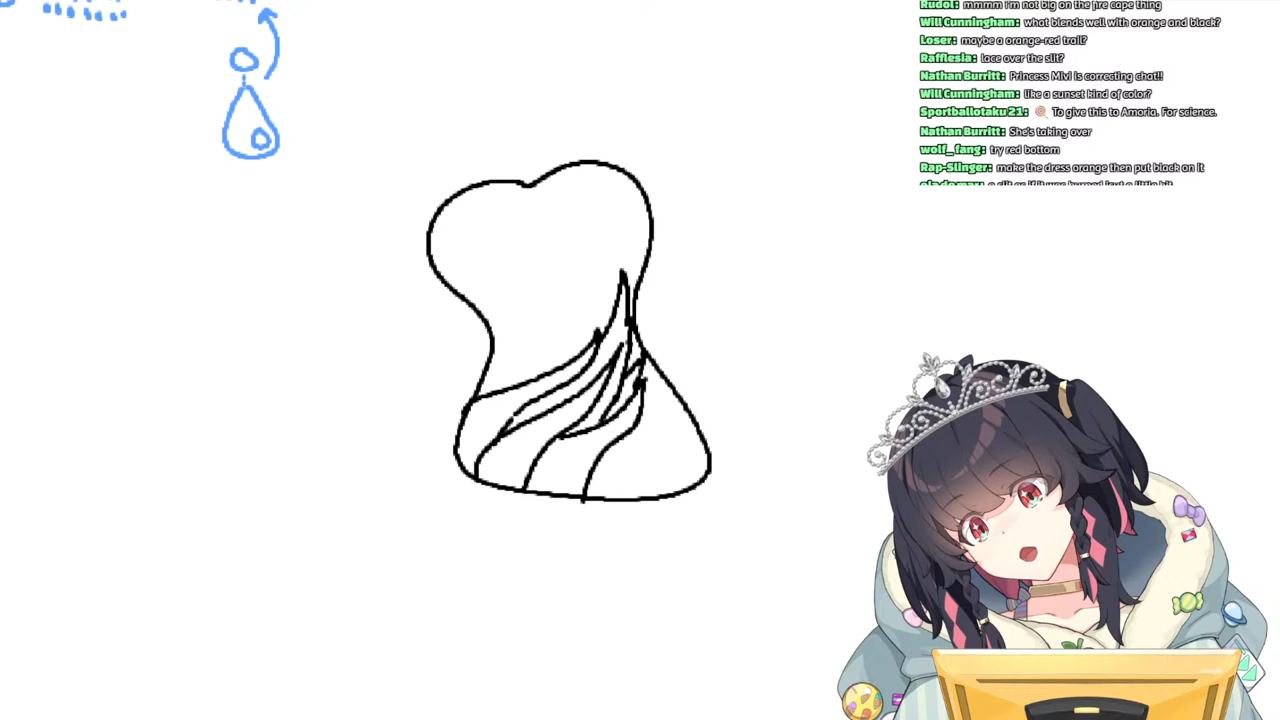 Rudol: mmmm i'm not big on the fire cape thing
Will Cunningham: what blends well with orange and black?
Loser: maybe a orange-red trail?
Rafflesia: lace over the slit?
Nathan Burritt: Princess Mivi is correcting chat!!
Will Cunningham: like a sunset kind of color?
Sportballotaku21: To give this to Amoria. For science.
Nathan Burritt: She's taking over
wolf_fang: try red bottom
Rap-Slinger: make the dress orange then put black on it